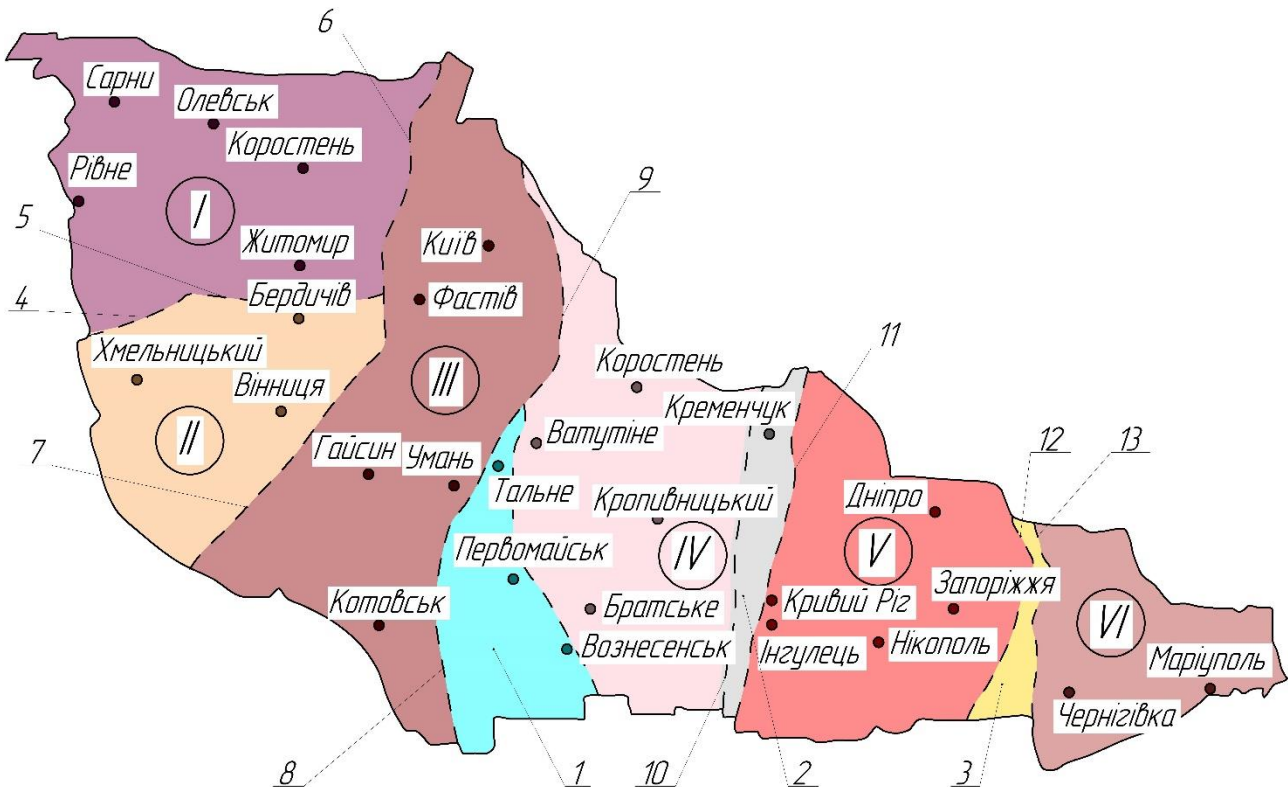 6
Сарни
Олевськ
Коростень
Рівне
9
I
5
Житомир
Київ
4
Бердичів
Фастів
Хмельницький
III
Коростень
11
Вінниця
Кременчук
II
Ватутіне
7
Гайсин
Умань
12
13
Тальне
Дніпро
Кропивницький
IV
V
Первомайськ
Запоріжжя
Котовськ
Братське
Кривий Ріг
VI
Вознесенськ
Інгулець
Нікополь
Маріуполь
Чернігівка
8
1
10
2
3